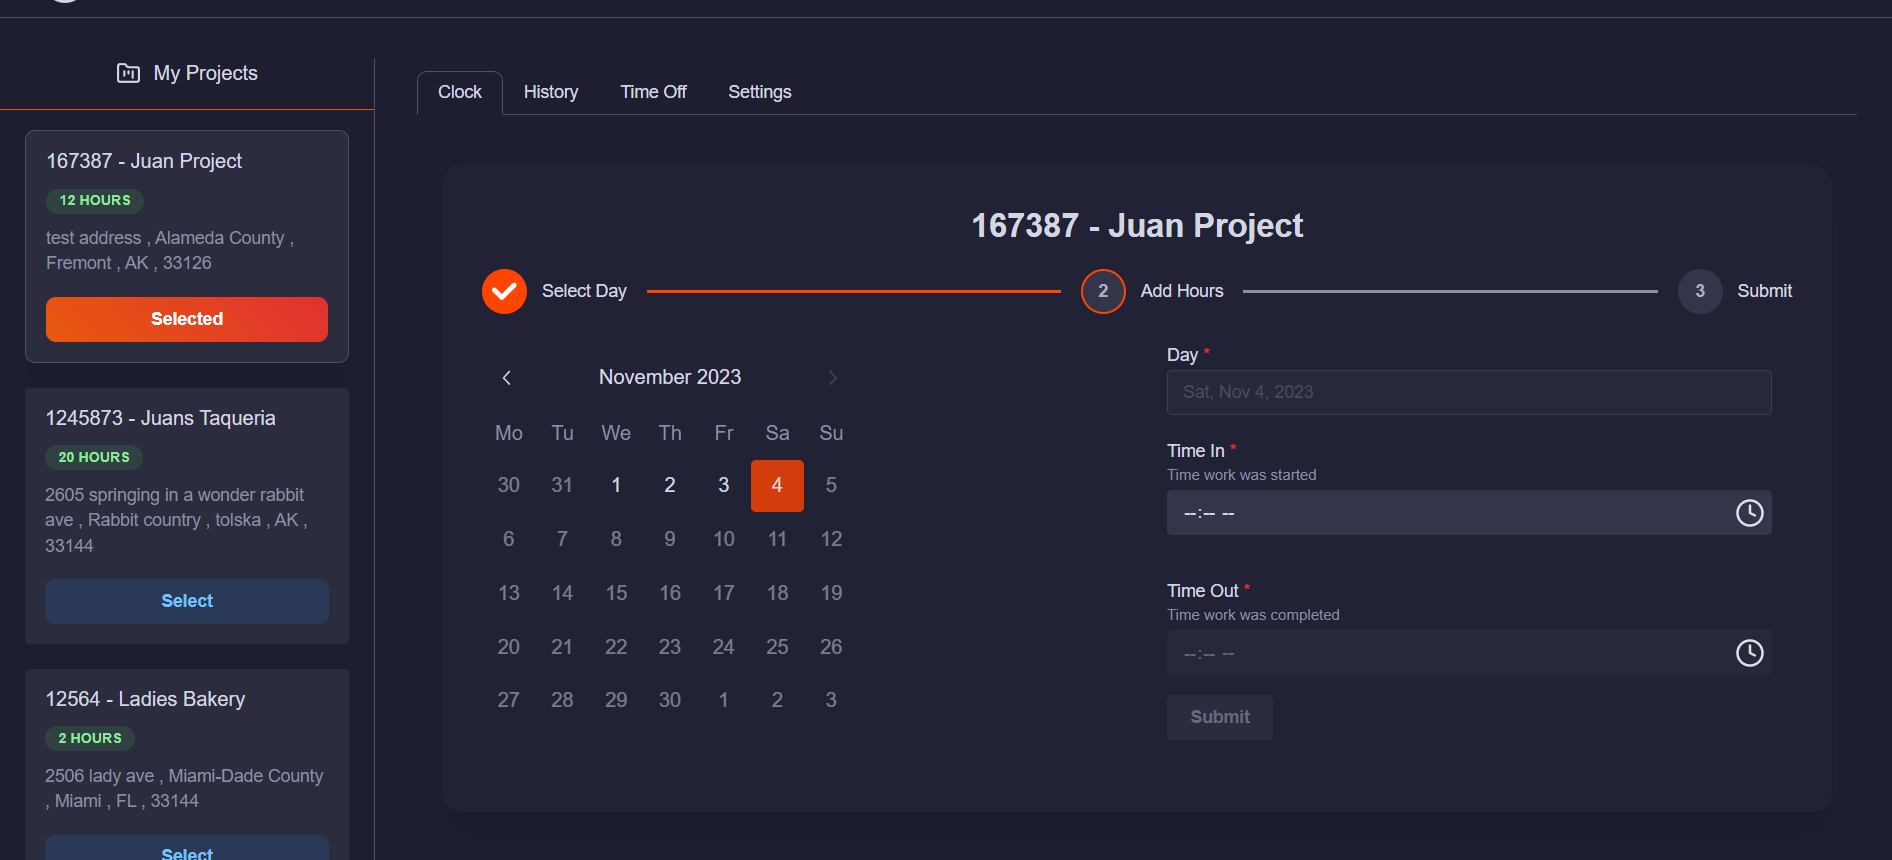 My Projects
167387 - Juan Project
12 HOURS
test address , Alameda County ,
Fremont , AK , 33126
Selected
1245873 - Juans Taqueria
20 HOURS
2605 springing in a wonder rabbit
ave , Rabbit country , tolska , AK ,
33144
Select
12564 - Ladies Bakery
2 HOURS
2506 lady ave , Miami-Dade County
, Miami , FL , 33144
Select
Clock History Time Off Settings
167387 - Juan Project
Select Day 2 Add Hours 3 Submit
November 2023
Mo Tu We Th Fr Sa Su
30 31 1 2 3 4 5
6 7 8 9 10 11 12
13 14 15 16 17 18 19
20 21 22 23 24 25 26
27 28 29 30 1 2 3
Day *
Sat, Nov 4, 2023
Time In *
Time work was started
--:-- --
Time Out *
Time work was completed
--:-- --
Submit